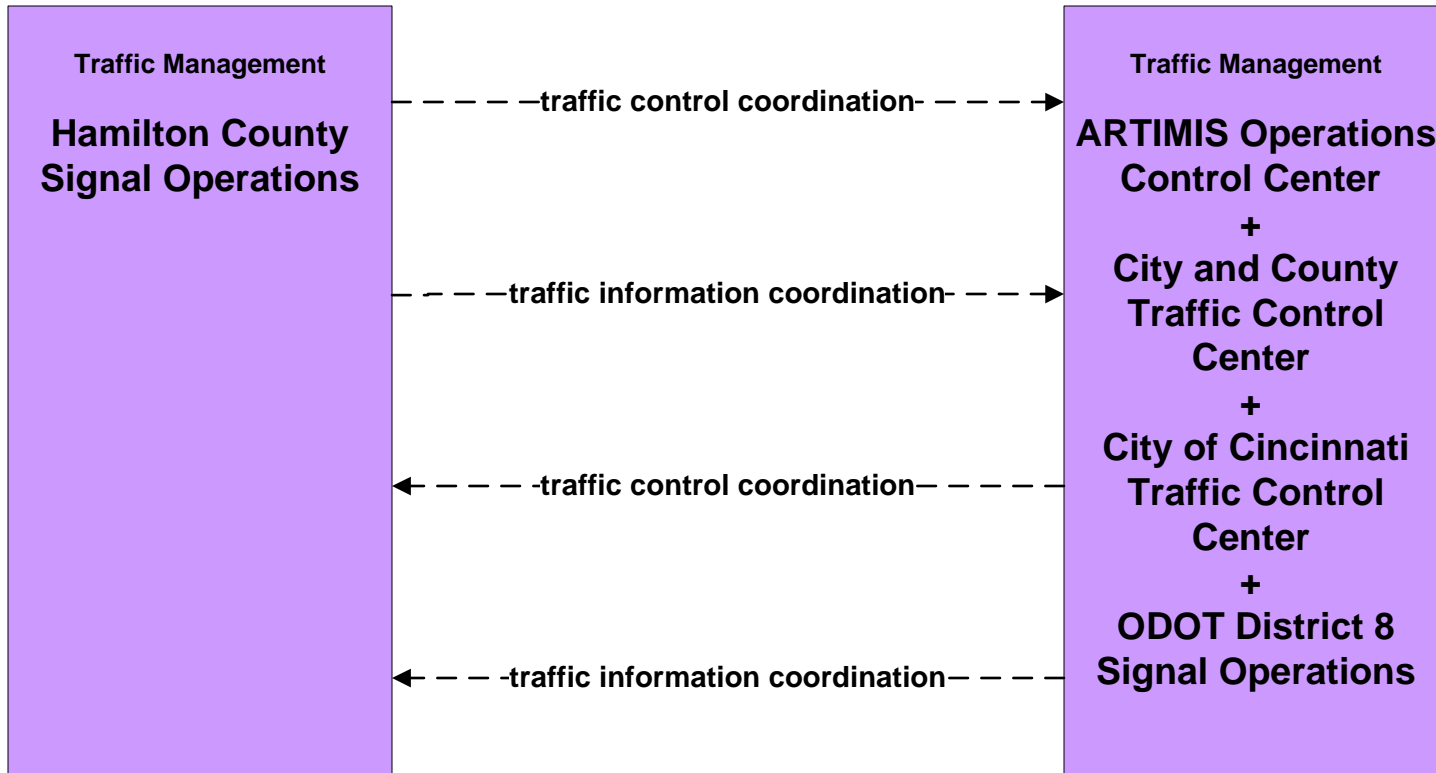 Traffic Management
Hamilton County
Signal Operations
traffic control coordination
traffic information coordination
traffic control coordination
traffic information coordination
Traffic Management
ARTIMIS Operations
Control Center
+
City and County
Traffic Control
Center
+
City of Cincinnati
Traffic Control
Center
+
ODOT District 8
Signal Operations